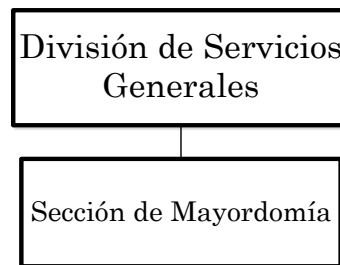 División de Servicios
Generales
Sección de Mayordomía